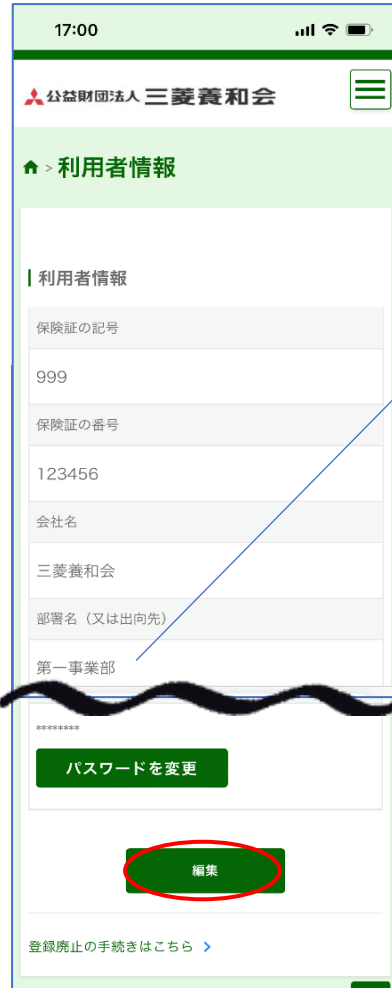 17:00
公益財団法人 三菱養和会
> 利用者情報
利用者情報
保険証の記号
999
保険証の番号
123456
会社名
三菱養和会
部署名（又は出向先）
第一事業部
********
パスワードを変更
編集
登録廃止の手続きはこちら >